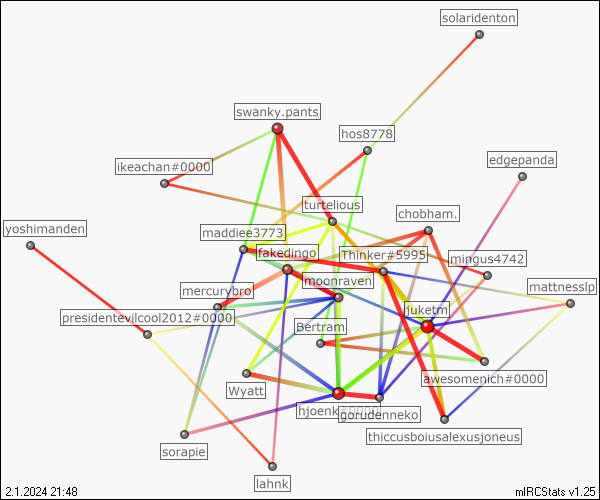 solaridenton
swanky.pants
hos8778
edgepanda
ikeachan#0000
turtelious
chobham.
yoshimanden
maddiee3773
fakedingo
Thinker#5995
mingus4742
moonraven
mercurybro
mattnesslp
presidentevilcool2012#0000
juketm
Bertram
awesomenich#0000
Wyatt
hjoenk#0000
gorudenneko
thiccusboiusalexusjoneus
sorapie
lahnk
2.1.2024 21:48
mIRCStats v1.25